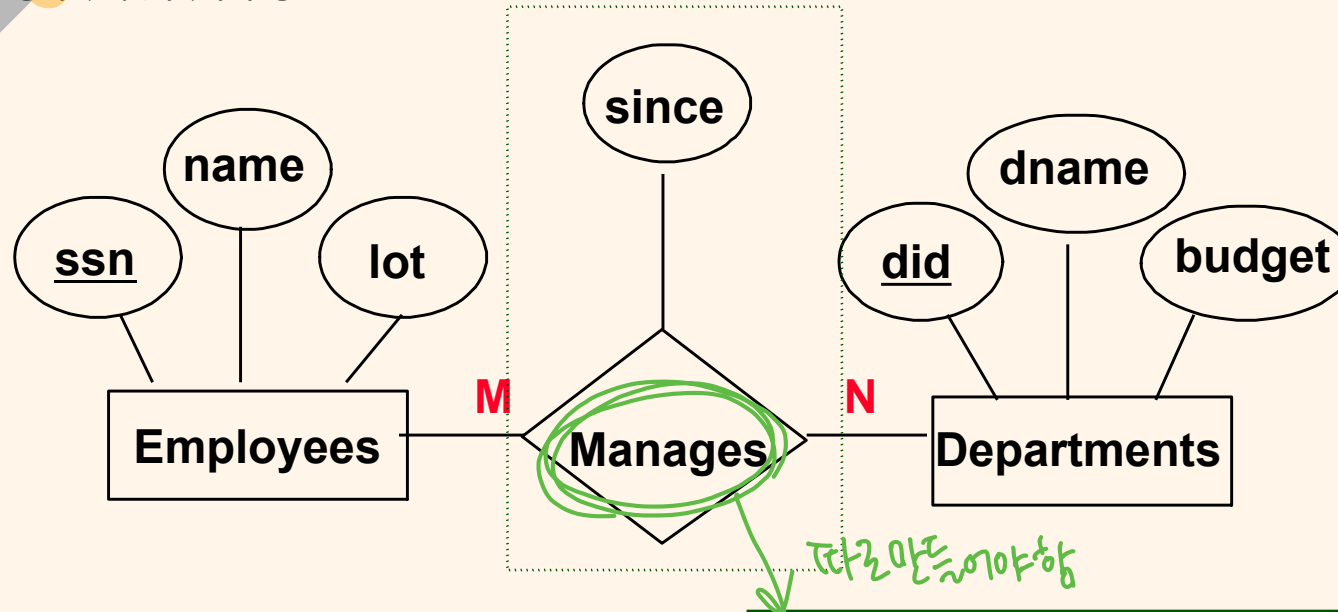 since
name
dname
ssn
lot
did
budget
M
N
Employees
Manages
Departments
따로만들어야함